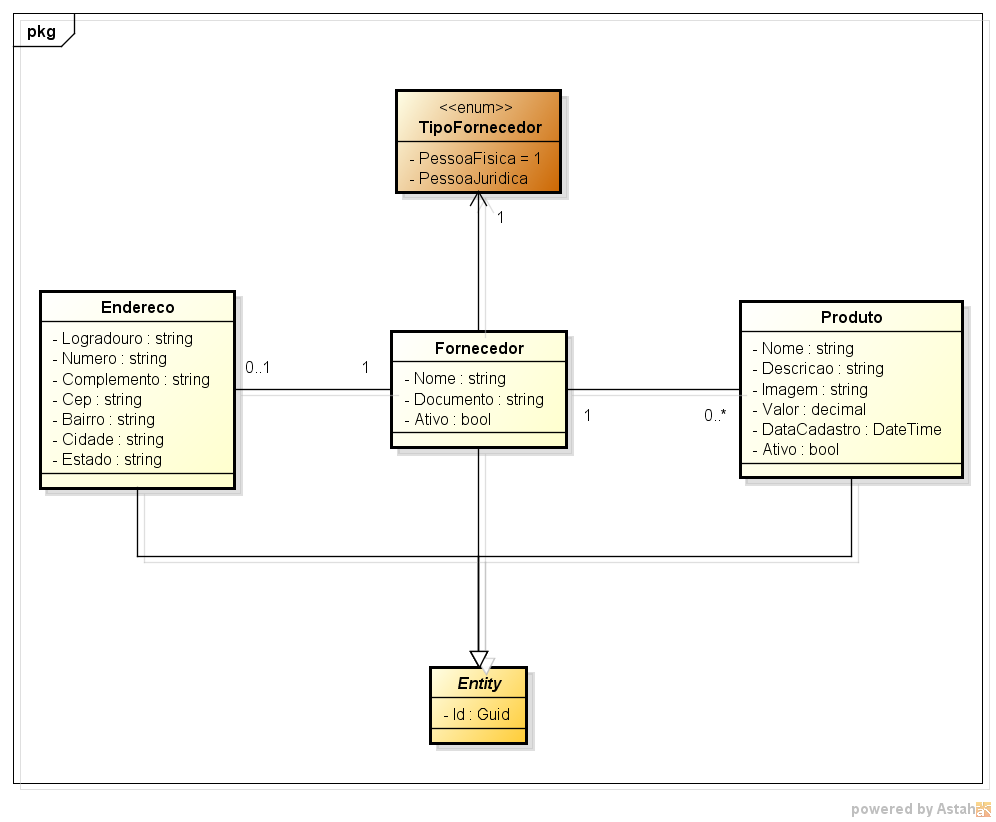 pkg
<<enum>>
TipoFornecedor
- PessoaFisica = 1
- PessoaJuridica
1
Endereco
- Logradouro : string
- Numero : string
- Complemento : string
- Cep : string
- Bairro : string
- Cidade : string
- Estado : string
0..1
1
Fornecedor
- Nome : string
- Documento : string
- Ativo : bool
1
0..*
Produto
- Nome : string
- Descricao : string
- Imagem : string
- Valor : decimal
- DataCadastro : DateTime
- Ativo : bool
Entity
- Id : Guid
powered by Astah